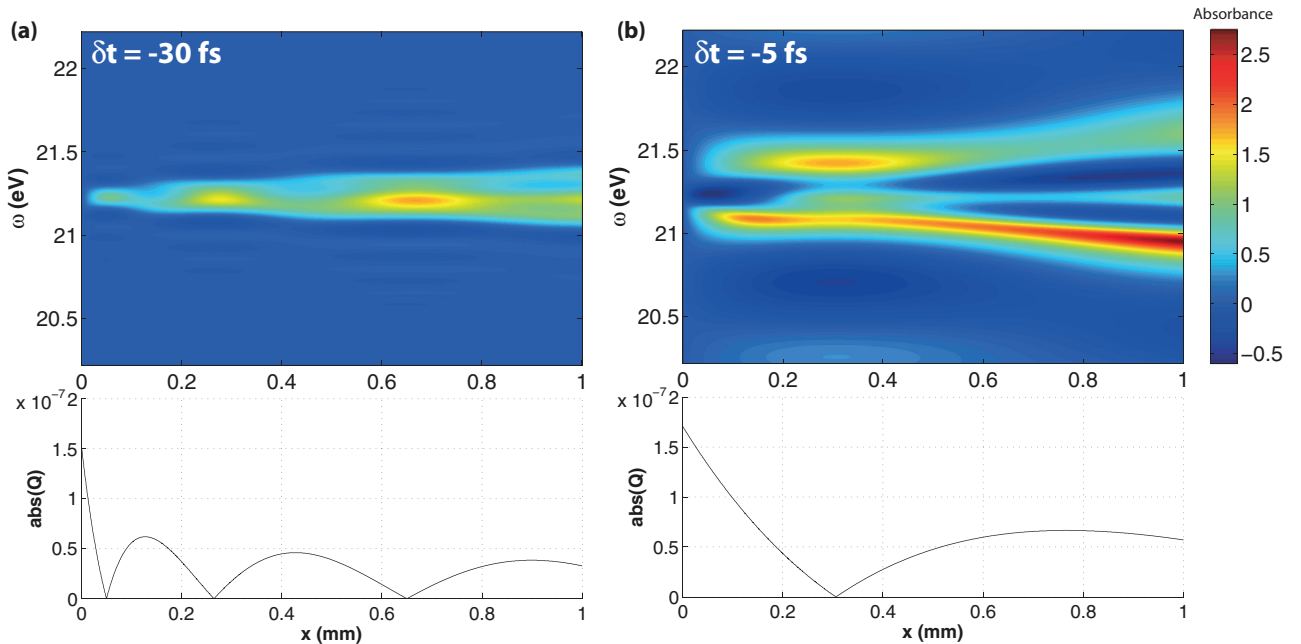 (a)
δt = -30 fs
ω (eV)
22
21.5
21
20.5
0 0.2 0.4 0.6 0.8 1
(b)
δt = -5 fs
ω (eV)
22
21.5
21
20.5
0 0.2 0.4 0.6 0.8 1
Absorbance
2.5
2
1.5
1
0.5
0
−0.5
x 10⁻⁷
abs(Q)
2
1.5
1
0.5
0
0 0.2 0.4 0.6 0.8 1
x (mm)
x 10⁻⁷
abs(Q)
2
1.5
1
0.5
0
0 0.2 0.4 0.6 0.8 1
x (mm)